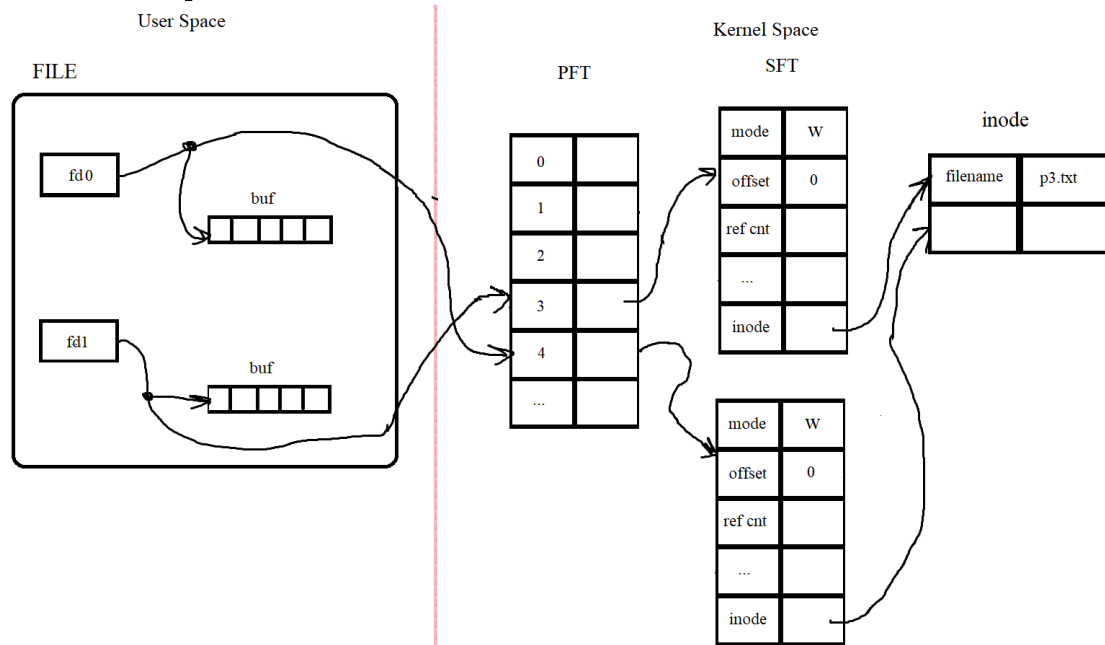 User Space
Kernel Space
FILE
PFT
SFT
inode
fd0
buf
fd1
buf
0
1
2
3
4
...
mode W
offset 0
ref cnt
...
inode
mode W
offset 0
ref cnt
...
inode
filename p3.txt